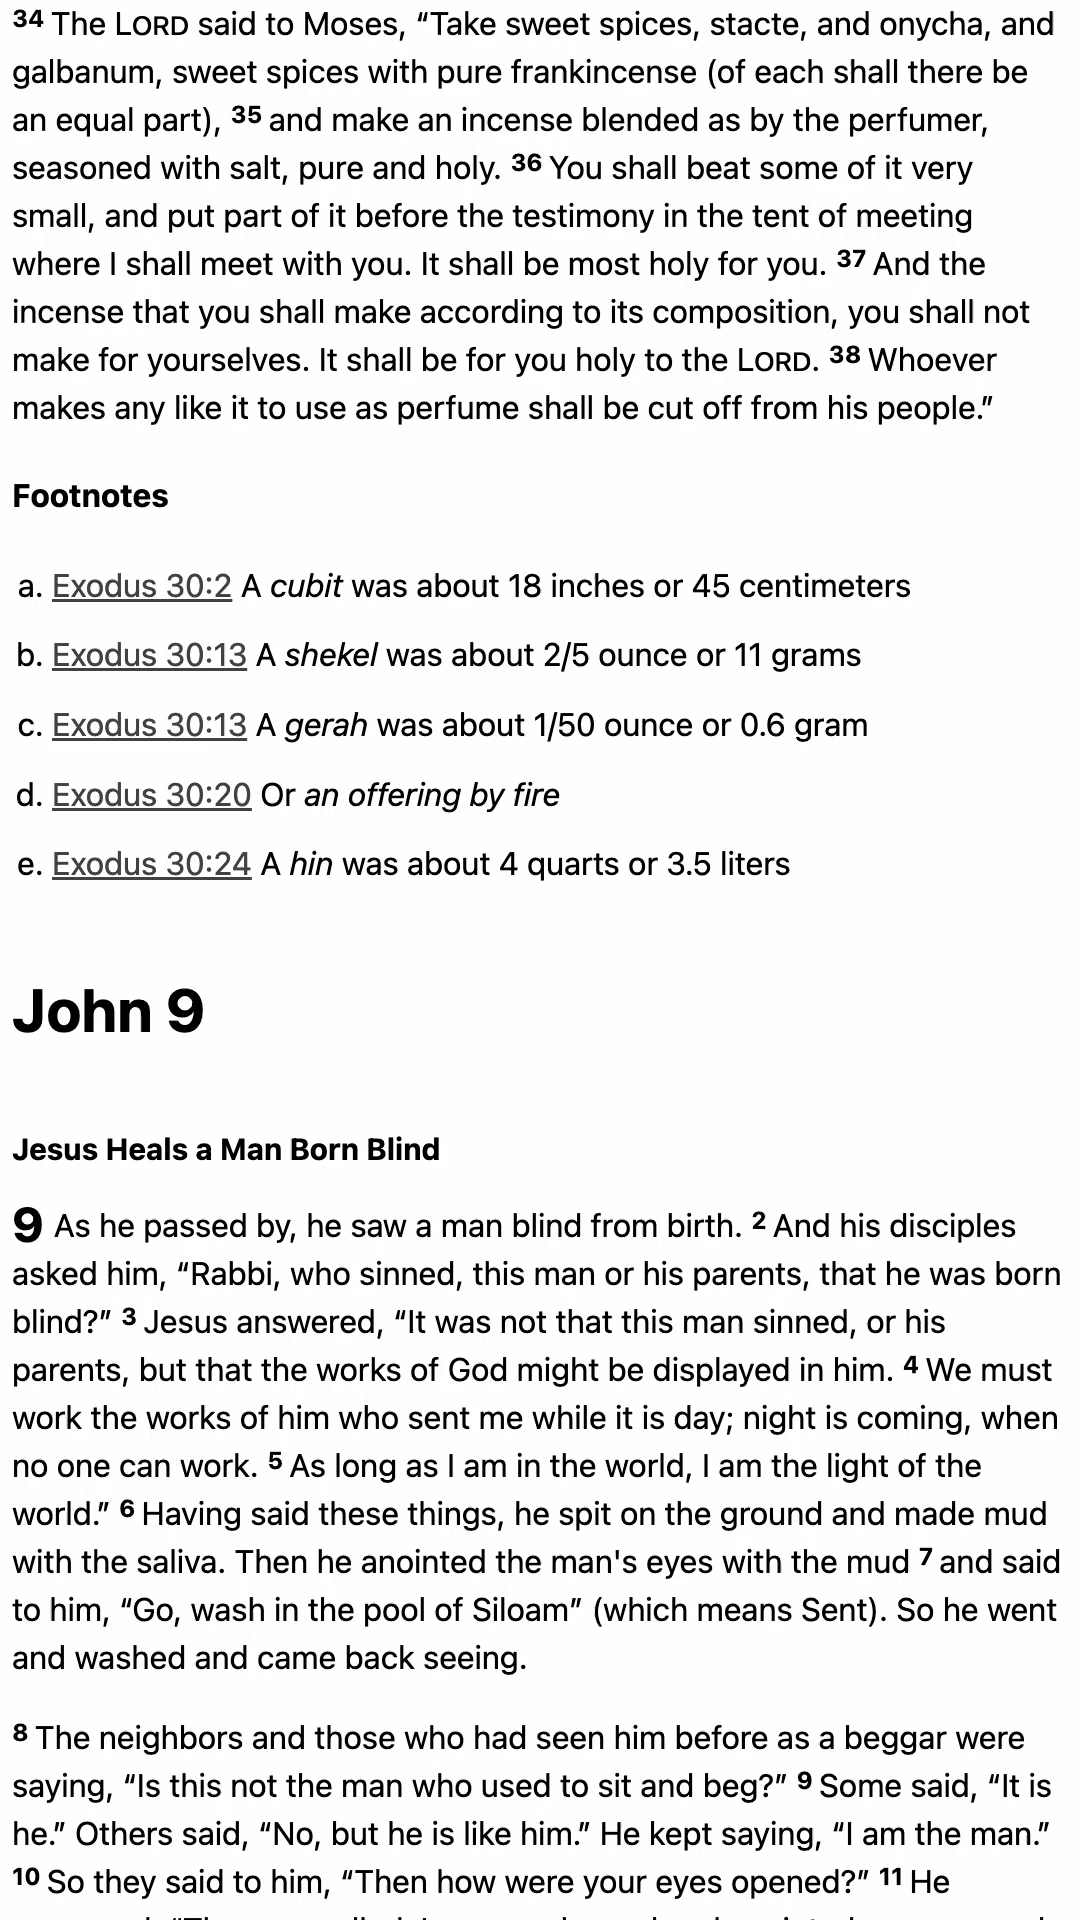 34 The LORD said to Moses, “Take sweet spices, stacte, and onycha, and
galbanum, sweet spices with pure frankincense (of each shall there be
an equal part), 35 and make an incense blended as by the perfumer,
seasoned with salt, pure and holy. 36 You shall beat some of it very
small, and put part of it before the testimony in the tent of meeting
where I shall meet with you. It shall be most holy for you. 37 And the
incense that you shall make according to its composition, you shall not
make for yourselves. It shall be for you holy to the LORD. 38 Whoever
makes any like it to use as perfume shall be cut off from his people.”
Footnotes
a. Exodus 30:2 A cubit was about 18 inches or 45 centimeters
b. Exodus 30:13 A shekel was about 2/5 ounce or 11 grams
c. Exodus 30:13 A gerah was about 1/50 ounce or 0.6 gram
d. Exodus 30:20 Or an offering by fire
e. Exodus 30:24 A hin was about 4 quarts or 3.5 liters
John 9
Jesus Heals a Man Born Blind
9 As he passed by, he saw a man blind from birth. 2 And his disciples
asked him, “Rabbi, who sinned, this man or his parents, that he was born
blind?” 3 Jesus answered, “It was not that this man sinned, or his
parents, but that the works of God might be displayed in him. 4 We must
work the works of him who sent me while it is day; night is coming, when
no one can work. 5 As long as I am in the world, I am the light of the
world.” 6 Having said these things, he spit on the ground and made mud
with the saliva. Then he anointed the man's eyes with the mud 7 and said
to him, “Go, wash in the pool of Siloam” (which means Sent). So he went
and washed and came back seeing.
8 The neighbors and those who had seen him before as a beggar were
saying, “Is this not the man who used to sit and beg?” 9 Some said, “It is
he.” Others said, “No, but he is like him.” He kept saying, “I am the man.”
10 So they said to him, “Then how were your eyes opened?” 11 He